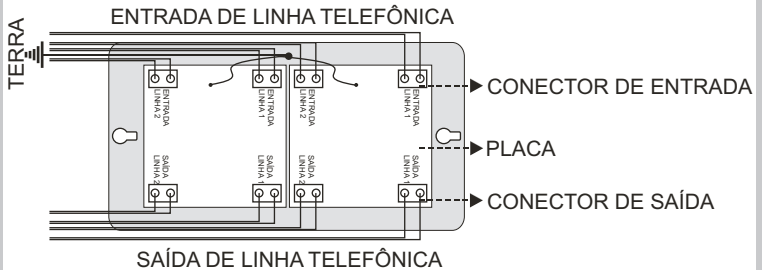 ENTRADA DE LINHA TELEFÔNICA
TERRA
ENTRADA
LINHA 2
ENTRADA
LINHA 1
ENTRADA
LINHA 2
ENTRADA
LINHA 1
CONECTOR DE ENTRADA
PLACA
SAÍDA
LINHA 2
SAÍDA
LINHA 1
SAÍDA
LINHA 2
SAÍDA
LINHA 1
CONECTOR DE SAÍDA
SAÍDA DE LINHA TELEFÔNICA